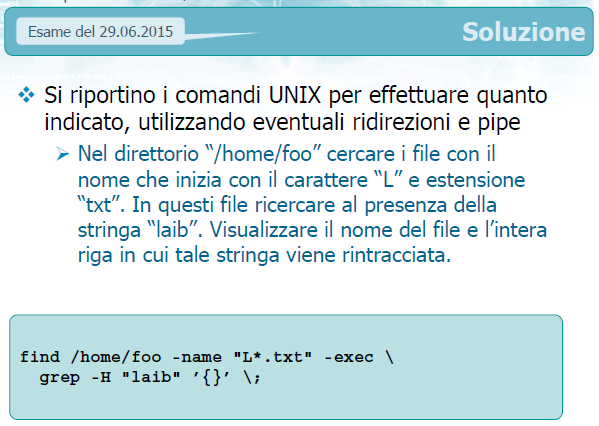 Esame del 29.06.2015
Soluzione
❖ Si riportino i comandi UNIX per effettuare quanto
indicato, utilizzando eventuali ridirezioni e pipe
➢ Nel direttorio “/home/foo” cercare i file con il
nome che inizia con il carattere “L” e estensione
“txt”. In questi file ricercare al presenza della
stringa “laib”. Visualizzare il nome del file e l’intera
riga in cui tale stringa viene rintracciata.
find /home/foo -name "L*.txt" -exec \
grep -H "laib" ’{}’ \;